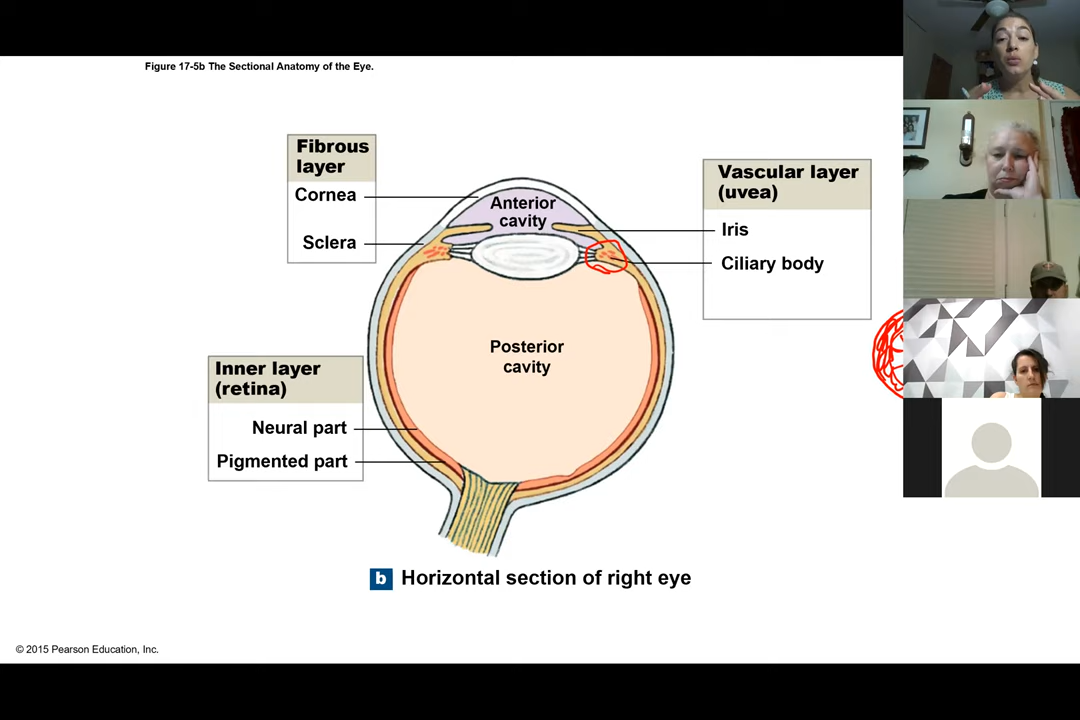 Figure 17-5b The Sectional Anatomy of the Eye.
Fibrous
layer
Cornea
Sclera
Anterior
cavity
Vascular layer
(uvea)
Iris
Ciliary body
Posterior
cavity
Inner layer
(retina)
Neural part
Pigmented part
b Horizontal section of right eye
© 2015 Pearson Education, Inc.